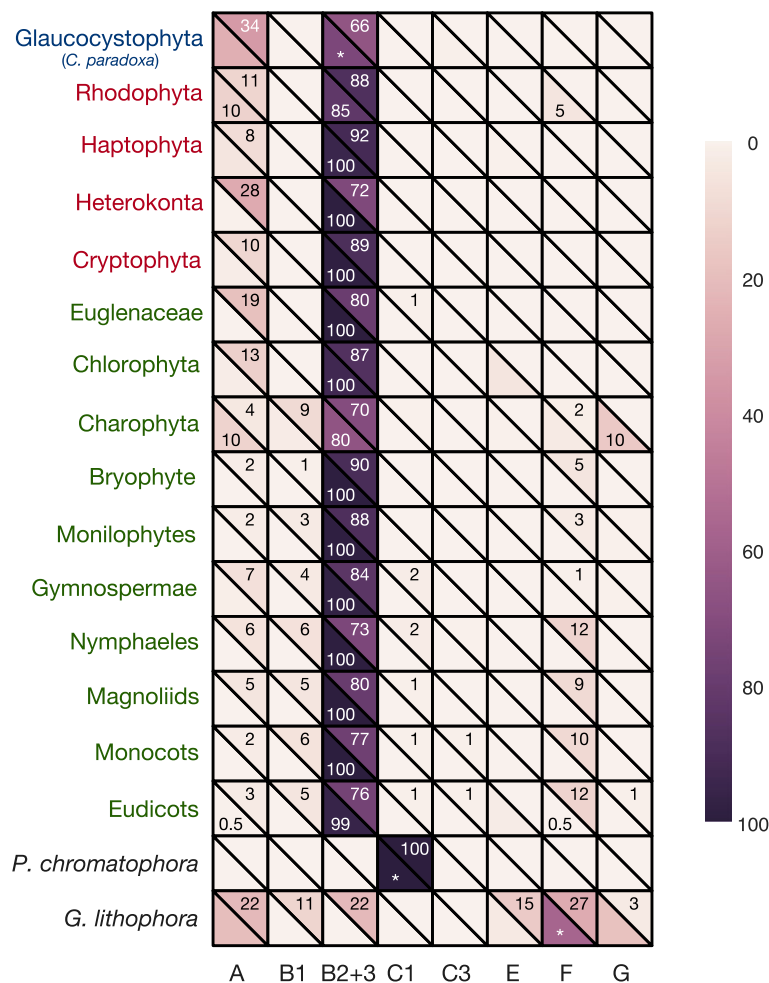 Glaucocystophyta 34 66
(C. paradoxa) *
Rhodophyta 11 88
10 85 5
Haptophyta 8 92
100
Heterokonta 28 72
100
Cryptophyta 10 89
100
Euglenaceae 19 80 1
100
Chlorophyta 13 87
100
Charophyta 4 9 70 2
10 80 10
Bryophyte 2 1 90 5
100
Monilophytes 2 3 88 3
100
Gymnospermae 7 4 84 2 1
100
Nymphaeles 6 6 73 2 12
100
Magnoliids 5 5 80 1 9
100
Monocots 2 6 77 1 1 10
100
Eudicots 3 5 76 1 1 12 1
0.5 99 0.5
P. chromatophora 100
*
G. lithophora 22 11 22 15 27 3
*
A B1 B2+3 C1 C3 E F G
0
20
40
60
80
100